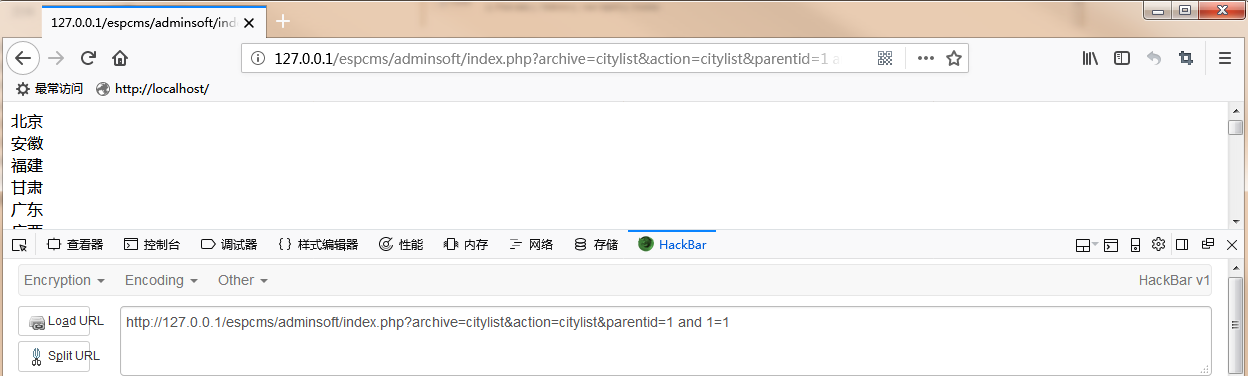 127.0.0.1/espcms/adminsoft/ind
127.0.0.1/espcms/adminsoft/index.php?archive=citylist&action=citylist&parentid=1 a
最常访问 http://localhost/
北京
安徽
福建
甘肃
广东
广西
查看器 控制台 调试器 {} 样式编辑器 性能 内存 网络 存储 HackBar
Encryption Encoding Other HackBar v1
Load URL http://127.0.0.1/espcms/adminsoft/index.php?archive=citylist&action=citylist&parentid=1 and 1=1
Split URL